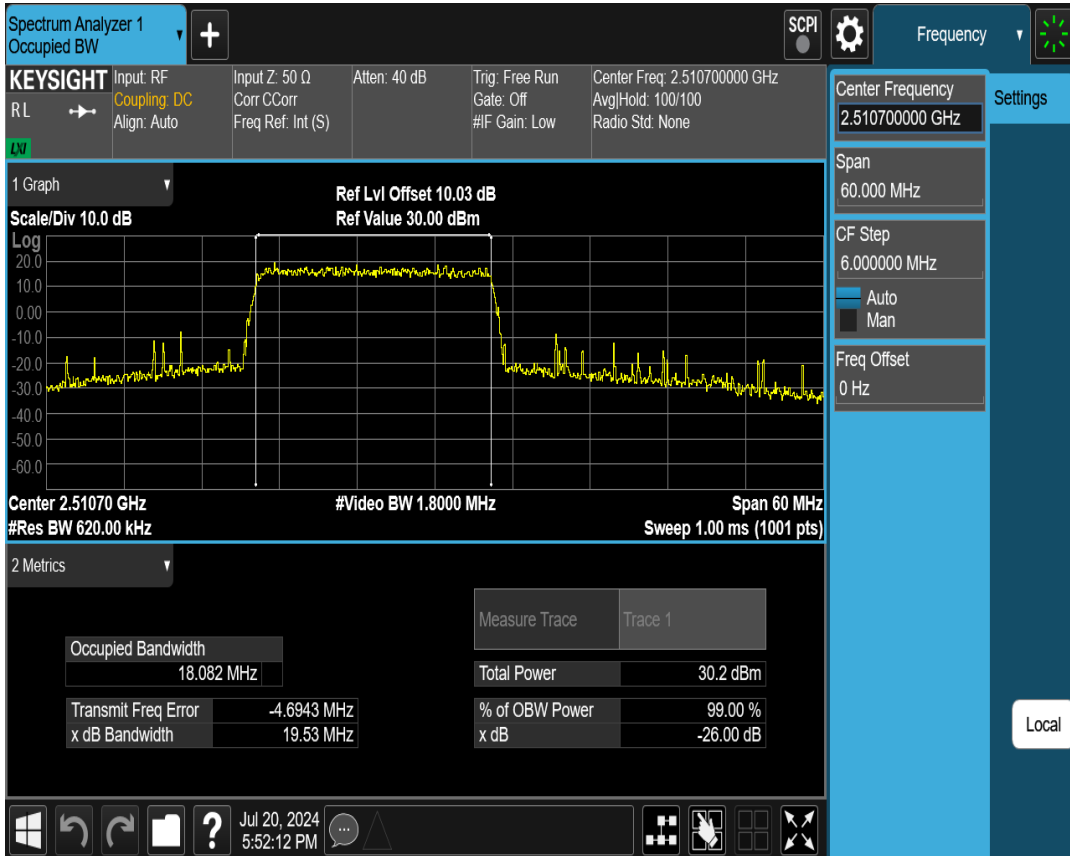 Spectrum Analyzer 1
Occupied BW
+
SCPI
Frequency
KEYSIGHT
RL
LXI
Input: RF
Coupling: DC
Align: Auto
Input Z: 50 Ω
Corr CCorr
Freq Ref: Int (S)
Atten: 40 dB
Trig: Free Run
Gate: Off
#IF Gain: Low
Center Freq: 2.510700000 GHz
Avg|Hold: 100/100
Radio Std: None
Center Frequency
2.510700000 GHz
Settings
Span
60.000 MHz
CF Step
6.000000 MHz
Auto
Man
Freq Offset
0 Hz
Local
1 Graph
Ref Lvl Offset 10.03 dB
Scale/Div 10.0 dB
Ref Value 30.00 dBm
Log
20.0
10.0
0.00
-10.0
-20.0
-30.0
-40.0
-50.0
-60.0
Center 2.51070 GHz
#Video BW 1.8000 MHz
Span 60 MHz
#Res BW 620.00 kHz
Sweep 1.00 ms (1001 pts)
2 Metrics
Measure Trace
Trace 1
Occupied Bandwidth
18.082 MHz
Total Power
30.2 dBm
Transmit Freq Error
-4.6943 MHz
% of OBW Power
99.00 %
x dB Bandwidth
19.53 MHz
x dB
-26.00 dB
?
Jul 20, 2024
5:52:12 PM